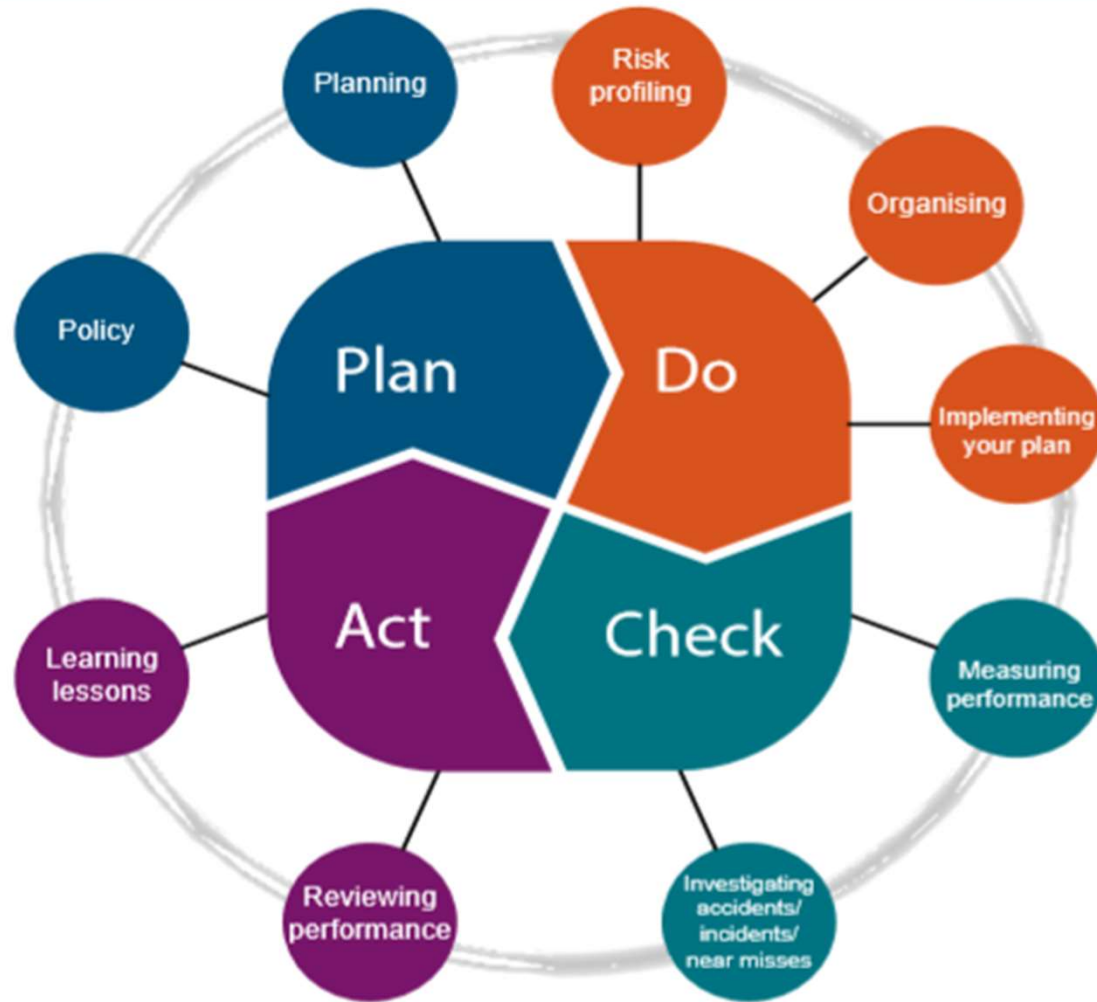 Planning
Risk
profiling
Organising
Policy
Plan
Do
Implementing
your plan
Act
Check
Learning
lessons
Measuring
performance
Reviewing
performance
Investigating
accidents/
incidents/
near misses